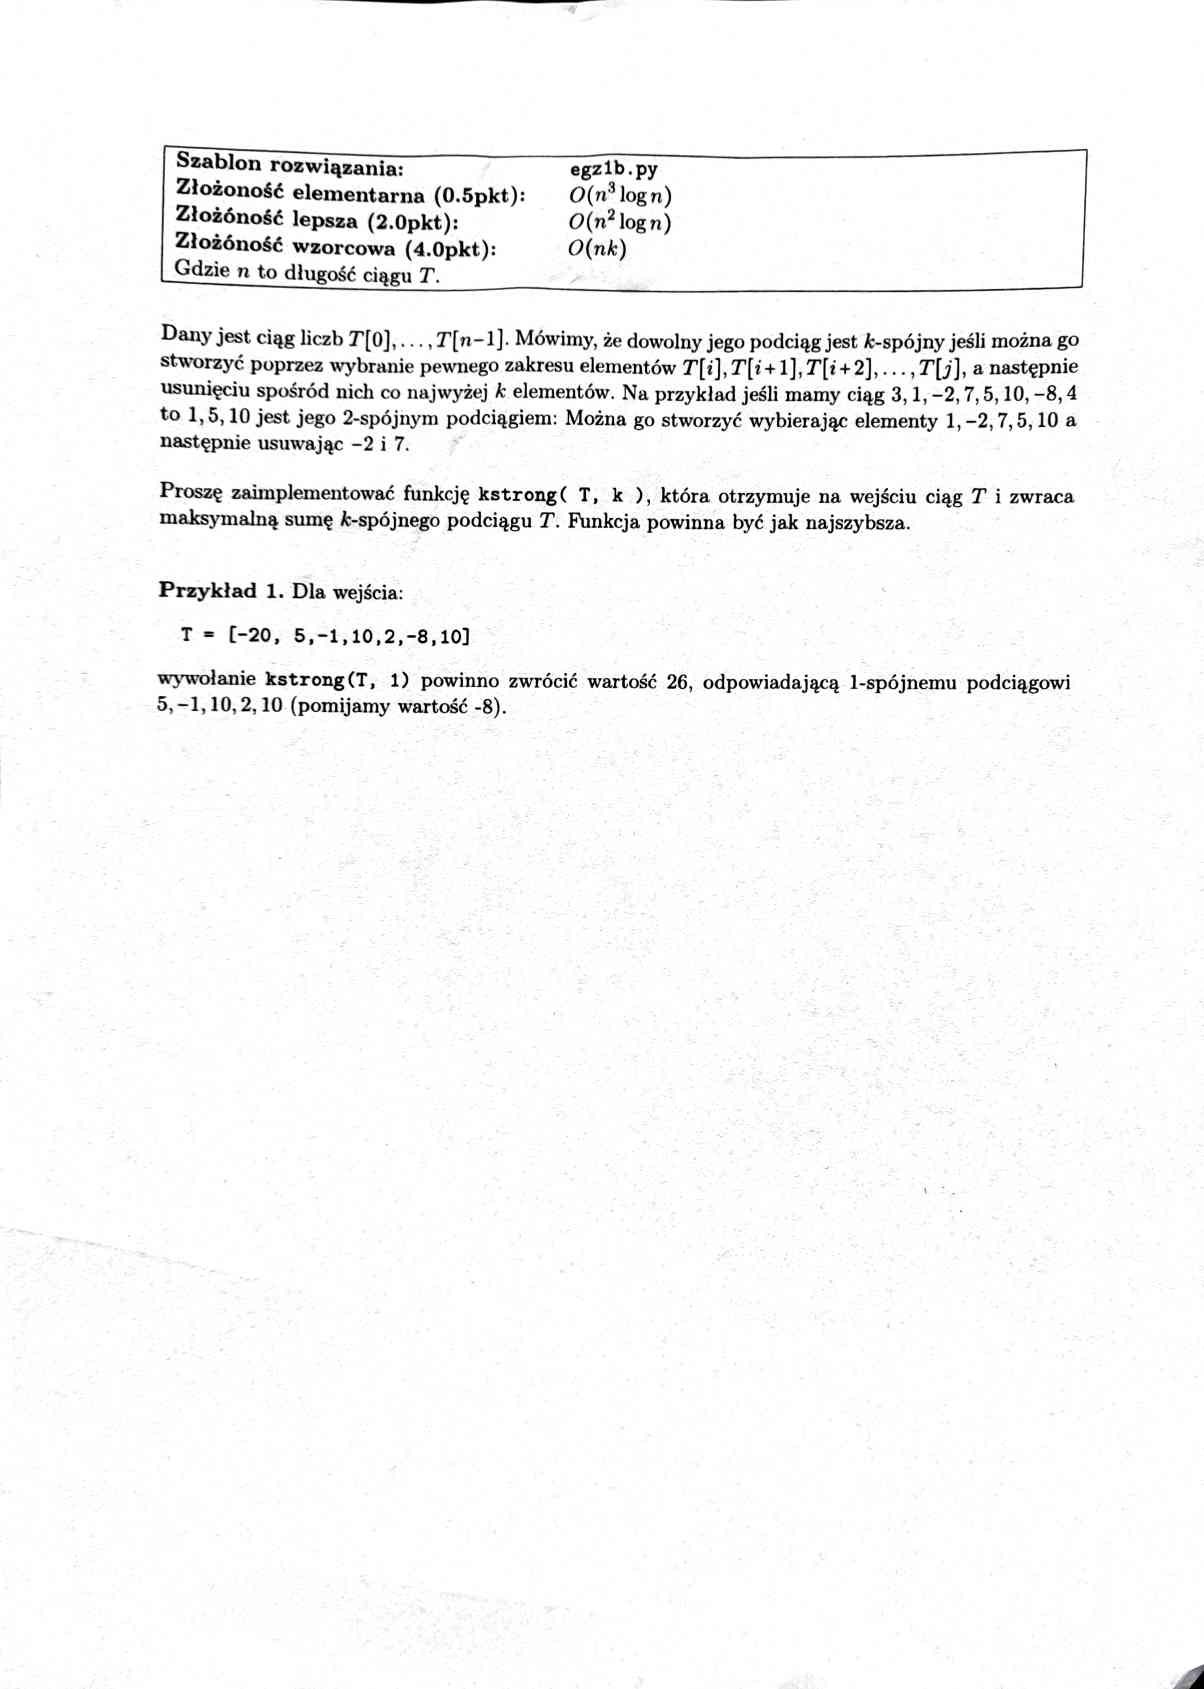 Szablon rozwiązania: egz1b.py
Złożoność elementarna (0.5pkt): O(n³ log n)
Złożóność lepsza (2.0pkt): O(n² log n)
Złożóność wzorcowa (4.0pkt): O(nk)
Gdzie n to długość ciągu T.
Dany jest ciąg liczb T[0], ..., T[n−1]. Mówimy, że dowolny jego podciąg jest k-spójny jeśli można go
stworzyć poprzez wybranie pewnego zakresu elementów T[i], T[i+1], T[i+2], ..., T[j], a następnie
usunięciu spośród nich co najwyżej k elementów. Na przykład jeśli mamy ciąg 3, 1, −2, 7, 5, 10, −8, 4
to 1, 5, 10 jest jego 2-spójnym podciągiem: Można go stworzyć wybierając elementy 1, −2, 7, 5, 10 a
następnie usuwając −2 i 7.
Proszę zaimplementować funkcję kstrong( T, k ), która otrzymuje na wejściu ciąg T i zwraca
maksymalną sumę k-spójnego podciągu T. Funkcja powinna być jak najszybsza.
Przykład 1. Dla wejścia:
T = [-20, 5,-1,10,2,-8,10]
wywołanie kstrong(T, 1) powinno zwrócić wartość 26, odpowiadającą 1-spójnemu podciągowi
5, −1, 10, 2, 10 (pomijamy wartość -8).